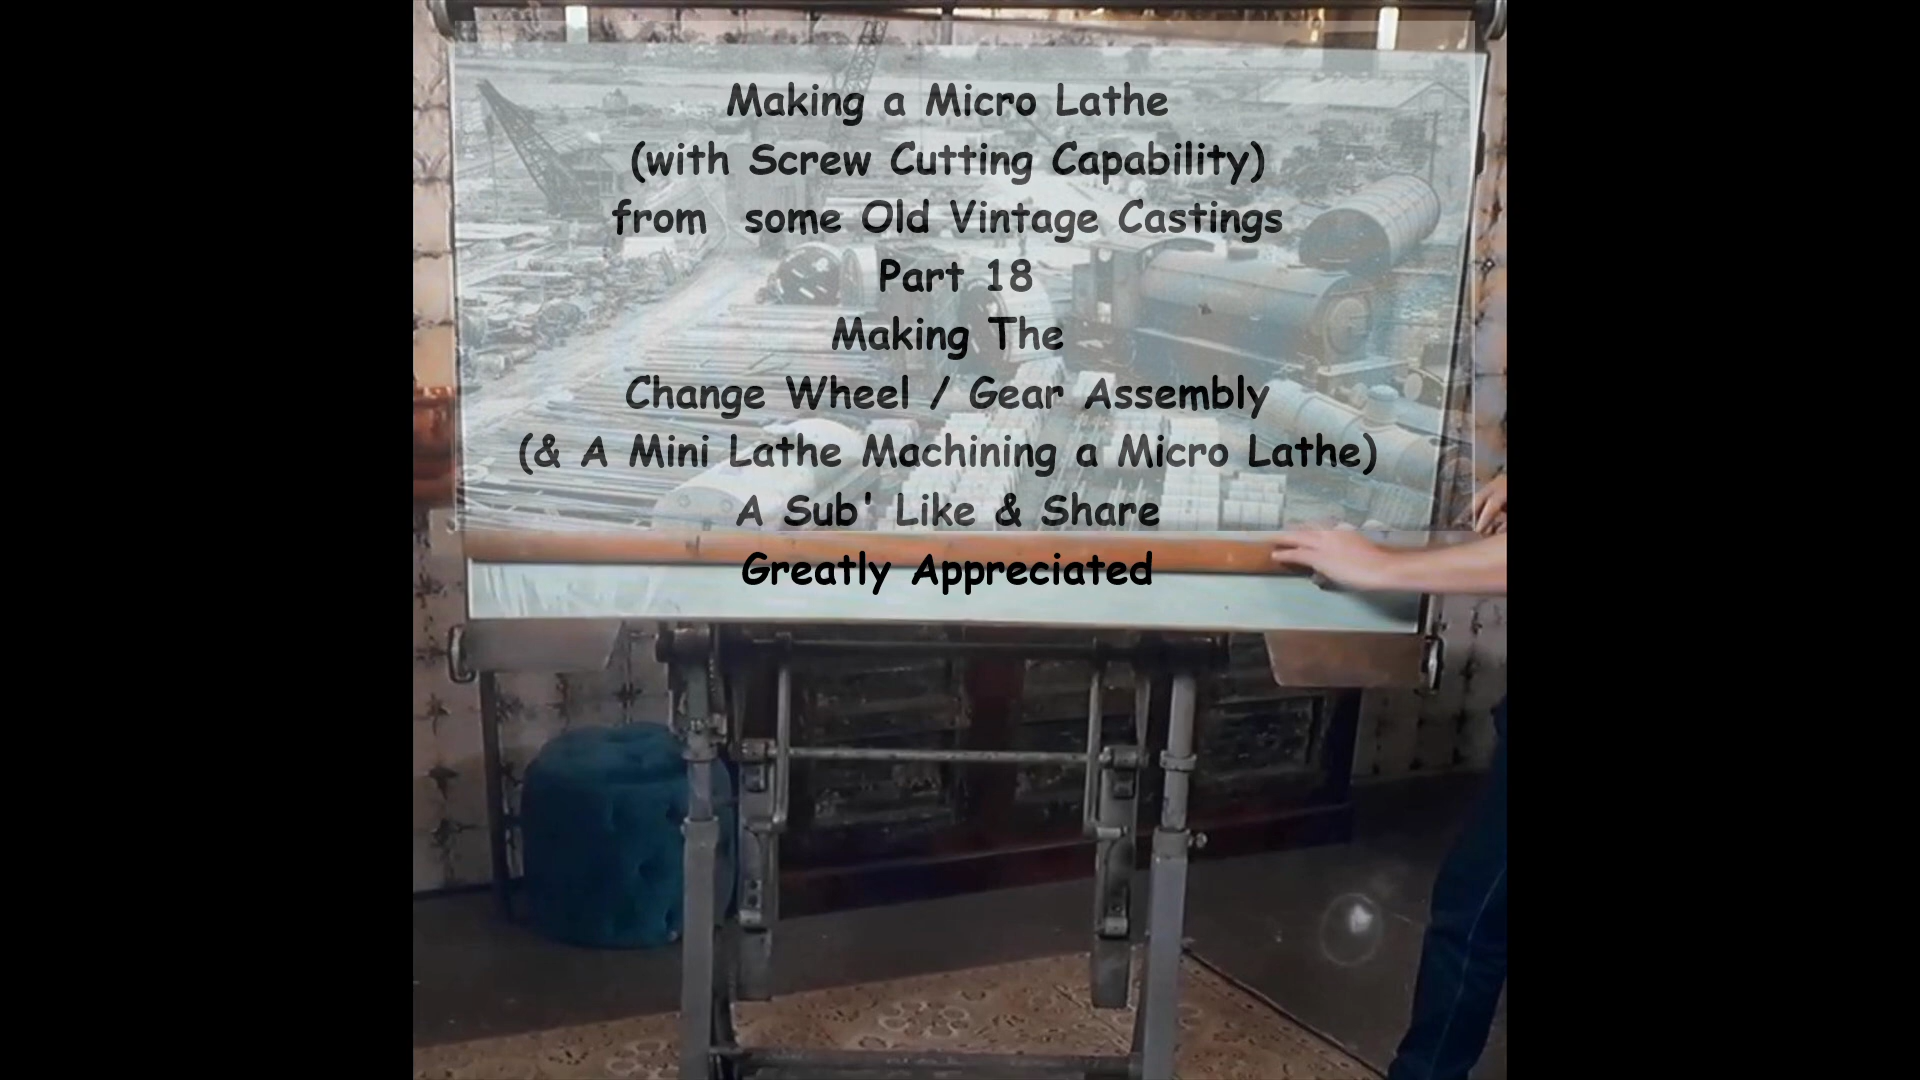 Making a Micro Lathe
(with Screw Cutting Capability)
from some Old Vintage Castings
Part 18
Making The
Change Wheel / Gear Assembly
(& A Mini Lathe Machining a Micro Lathe)
A Sub' Like & Share
Greatly Appreciated